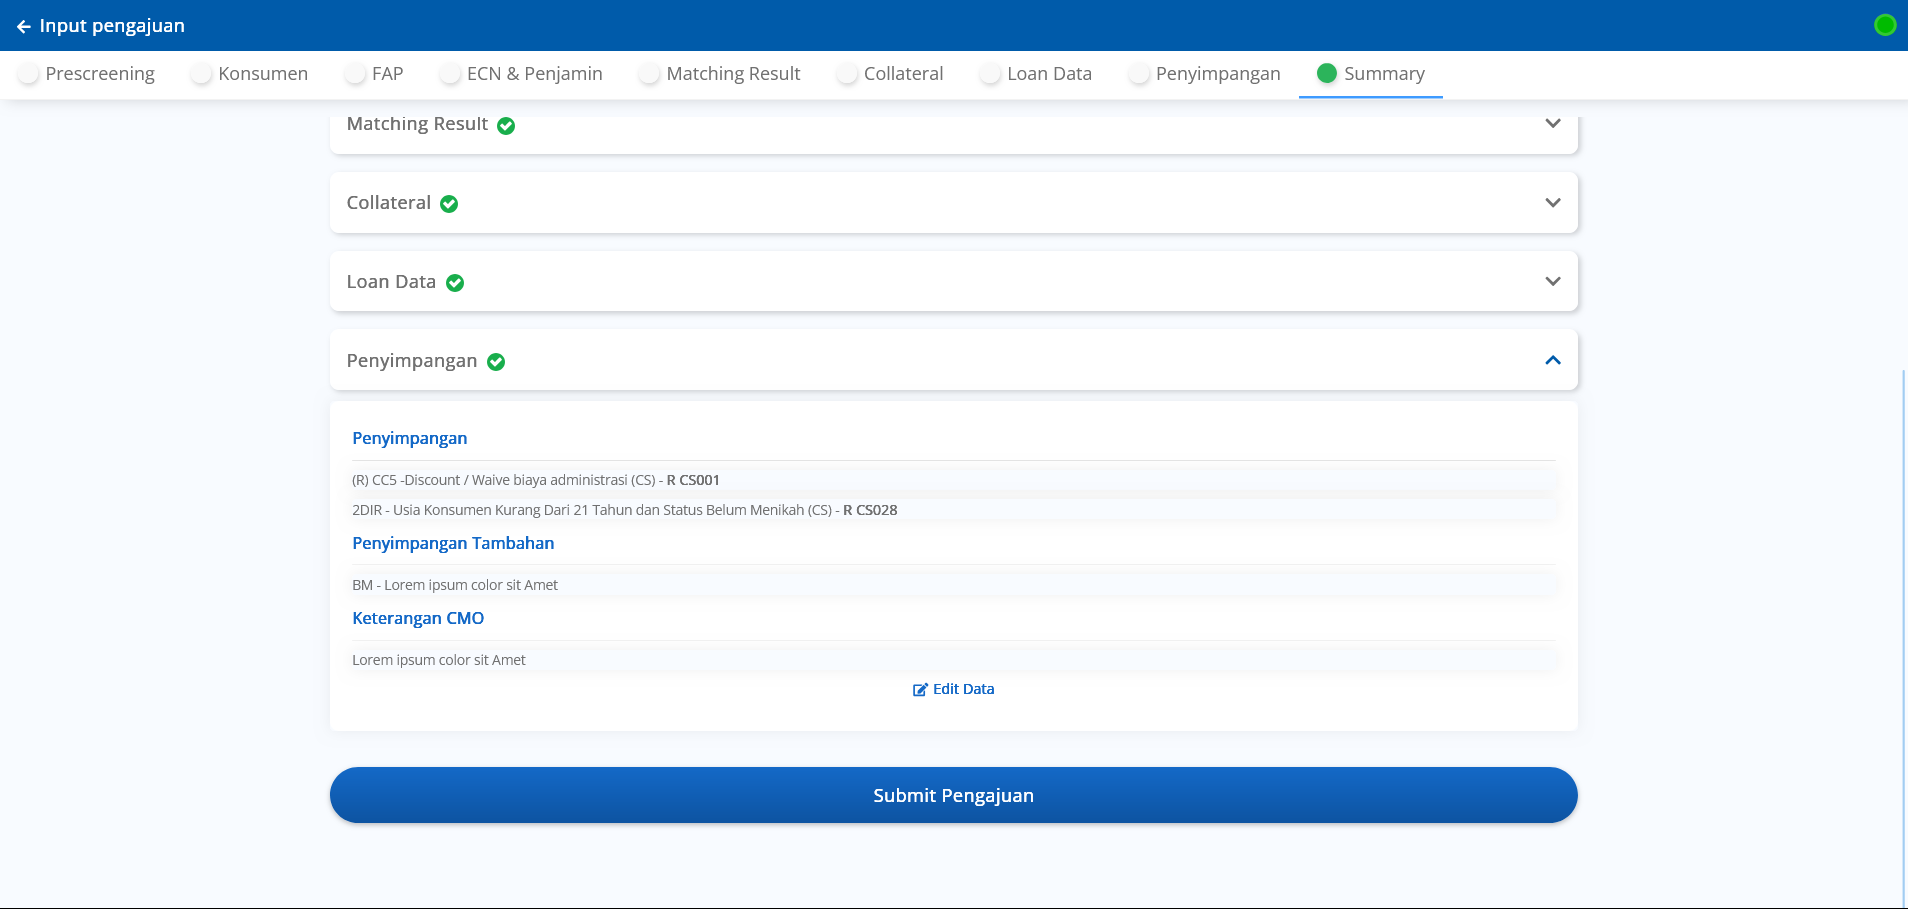 Input pengajuan
Prescreening Konsumen FAP ECN & Penjamin Matching Result Collateral Loan Data Penyimpangan Summary
Matching Result
Collateral
Loan Data
Penyimpangan
Penyimpangan
(R) CC5 -Discount / Waive biaya administrasi (CS) - R CS001
2DIR - Usia Konsumen Kurang Dari 21 Tahun dan Status Belum Menikah (CS) - R CS028
Penyimpangan Tambahan
BM - Lorem ipsum color sit Amet
Keterangan CMO
Lorem ipsum color sit Amet
Edit Data
Submit Pengajuan